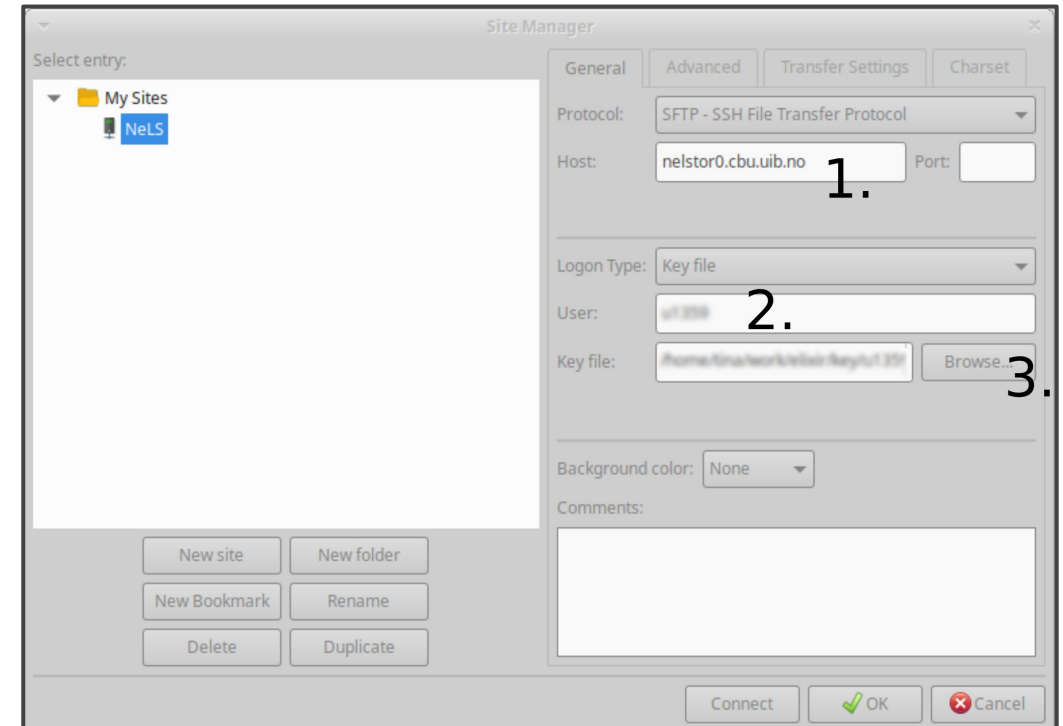 Site Manager
Select entry:
My Sites
NeLS
New site
New folder
New Bookmark
Rename
Delete
Duplicate
General
Advanced
Transfer Settings
Charset
Protocol:
SFTP - SSH File Transfer Protocol
Host:
nelstor0.cbu.uib.no
1.
Port:
Logon Type:
Key file
User:
2.
Key file:
Browse...
3.
Background color:
None
Comments:
Connect
OK
Cancel